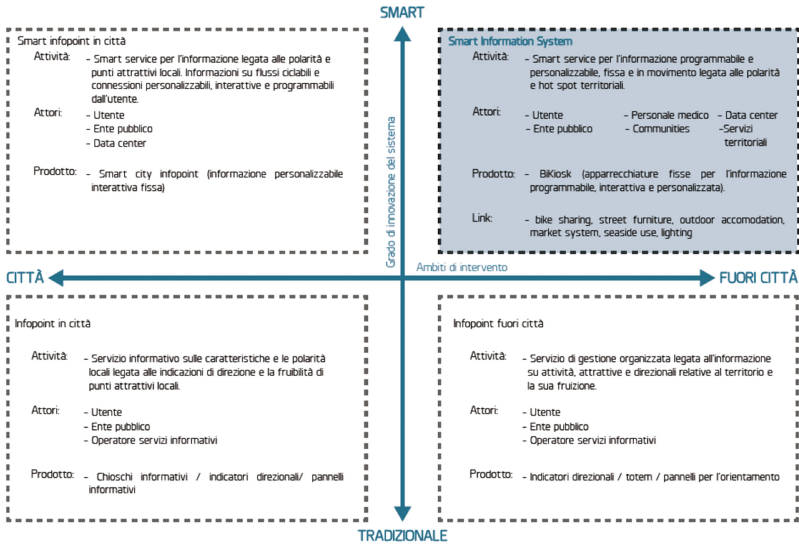 SMART
Smart infopoint in città
Attività: - Smart service per l'informazione legata alle polarità e
punti attrattivi locali. Informazioni su flussi ciclabili e
connessioni personalizzabili, interattive e programmabili
dall'utente.
Attori: - Utente
- Ente pubblico
- Data center
Prodotto: - Smart city infopoint (informazione personalizzabile
interattiva fissa)
Smart Information System
Attività: - Smart service per l'informazione programmabile e
personalizzabile, fissa e in movimento legata alle polarità
e hot spot territoriali.
Attori: - Utente - Personale medico - Data center
- Ente pubblico - Communities -Servizi
territoriali
Prodotto: - BiKiosk (apparrecchiature fisse per l'informazione
programmabile, interattiva e personalizzata).
Link: - bike sharing, street furniture, outdoor accomodation,
market system, seaside use, lighting
Grado di innovazione del sistema
Ambiti di intervento
CITTÀ
FUORI CITTÀ
Infopoint in città
Attività: - Servizio informativo sulle caratteristiche e le polarità
locali legata alle indicazioni di direzione e la fruibilità di
punti attrattivi locali.
Attori: - Utente
- Ente pubblico
- Operatore servizi informativi
Prodotto: - Chioschi informativi / indicatori direzionali/ pannelli
informativi
Infopoint fuori città
Attività: - Servizio di gestione organizzata legata all'informazione
su attività, attrattive e direzionali relative al territorio e
la sua fruizione.
Attori: - Utente
- Ente pubblico
- Operatore servizi informativi
Prodotto: - Indicatori direzionali / totem / pannelli per l'orientamento
TRADIZIONALE